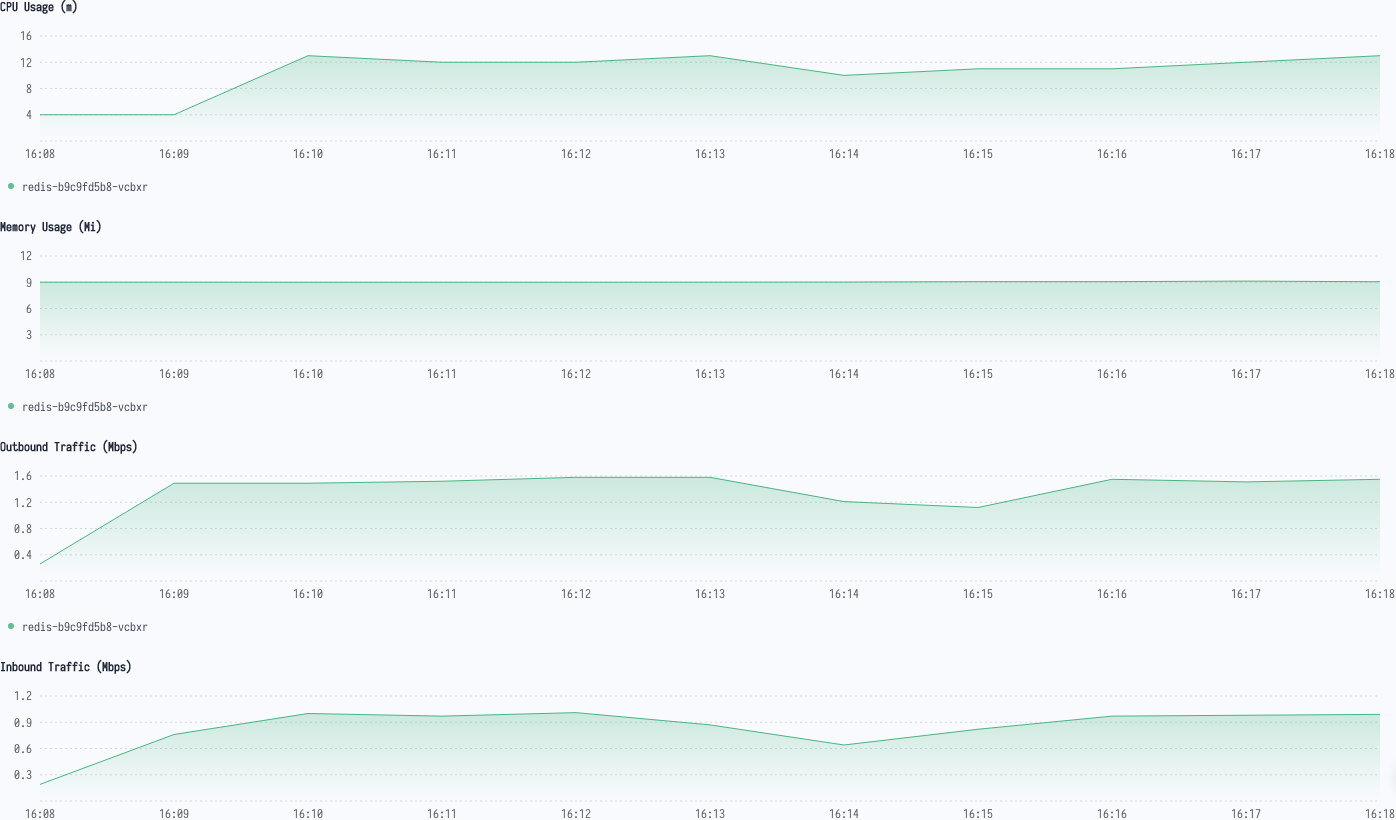 CPU Usage (m)
16
12
8
4
16:08 16:09 16:10 16:11 16:12 16:13 16:14 16:15 16:16 16:17 16:18
redis-b9c9fd5b8-vcbxr
Memory Usage (Mi)
12
9
6
3
16:08 16:09 16:10 16:11 16:12 16:13 16:14 16:15 16:16 16:17 16:18
redis-b9c9fd5b8-vcbxr
Outbound Traffic (Mbps)
1.6
1.2
0.8
0.4
16:08 16:09 16:10 16:11 16:12 16:13 16:14 16:15 16:16 16:17 16:18
redis-b9c9fd5b8-vcbxr
Inbound Traffic (Mbps)
1.2
0.9
0.6
0.3
16:08 16:09 16:10 16:11 16:12 16:13 16:14 16:15 16:16 16:17 16:18